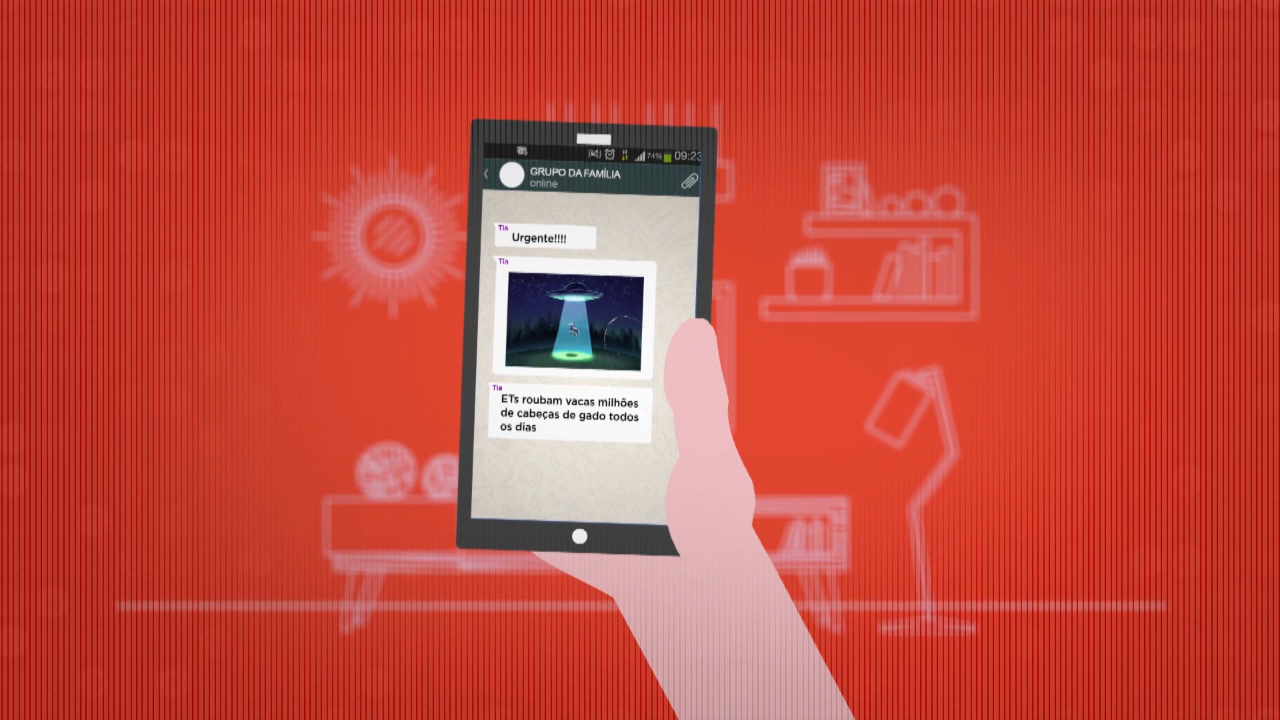 74% 09:23
GRUPO DA FAMÍLIA
online
Tia
Urgente!!!!
Tia
Tia
ETs roubam vacas milhões
de cabeças de gado todos
os dias